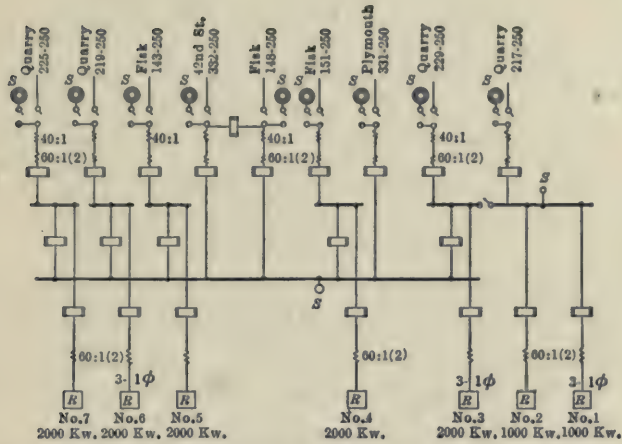 Quarry
225-250
Quarry
219-250
Fisk
143-250
42nd St.
332-250
Fisk
148-250
Fisk
151-250
Plymouth
331-250
Quarry
229-250
Quarry
217-250
S S S S S S
40:1 40:1 40:1 40:1
60:1(2) 60:1(2) 60:1(2) 60:1(2)
S
S
60:1(2) 60:1(2) 60:1(2)
3-1φ 3-1φ 3-1φ
R R R R R R R
No.7 No.6 No.5 No.4 No.3 No.2 No.1
2000 Kw. 2000 Kw. 2000 Kw. 2000 Kw. 2000 Kw. 1000 Kw. 1000 Kw.